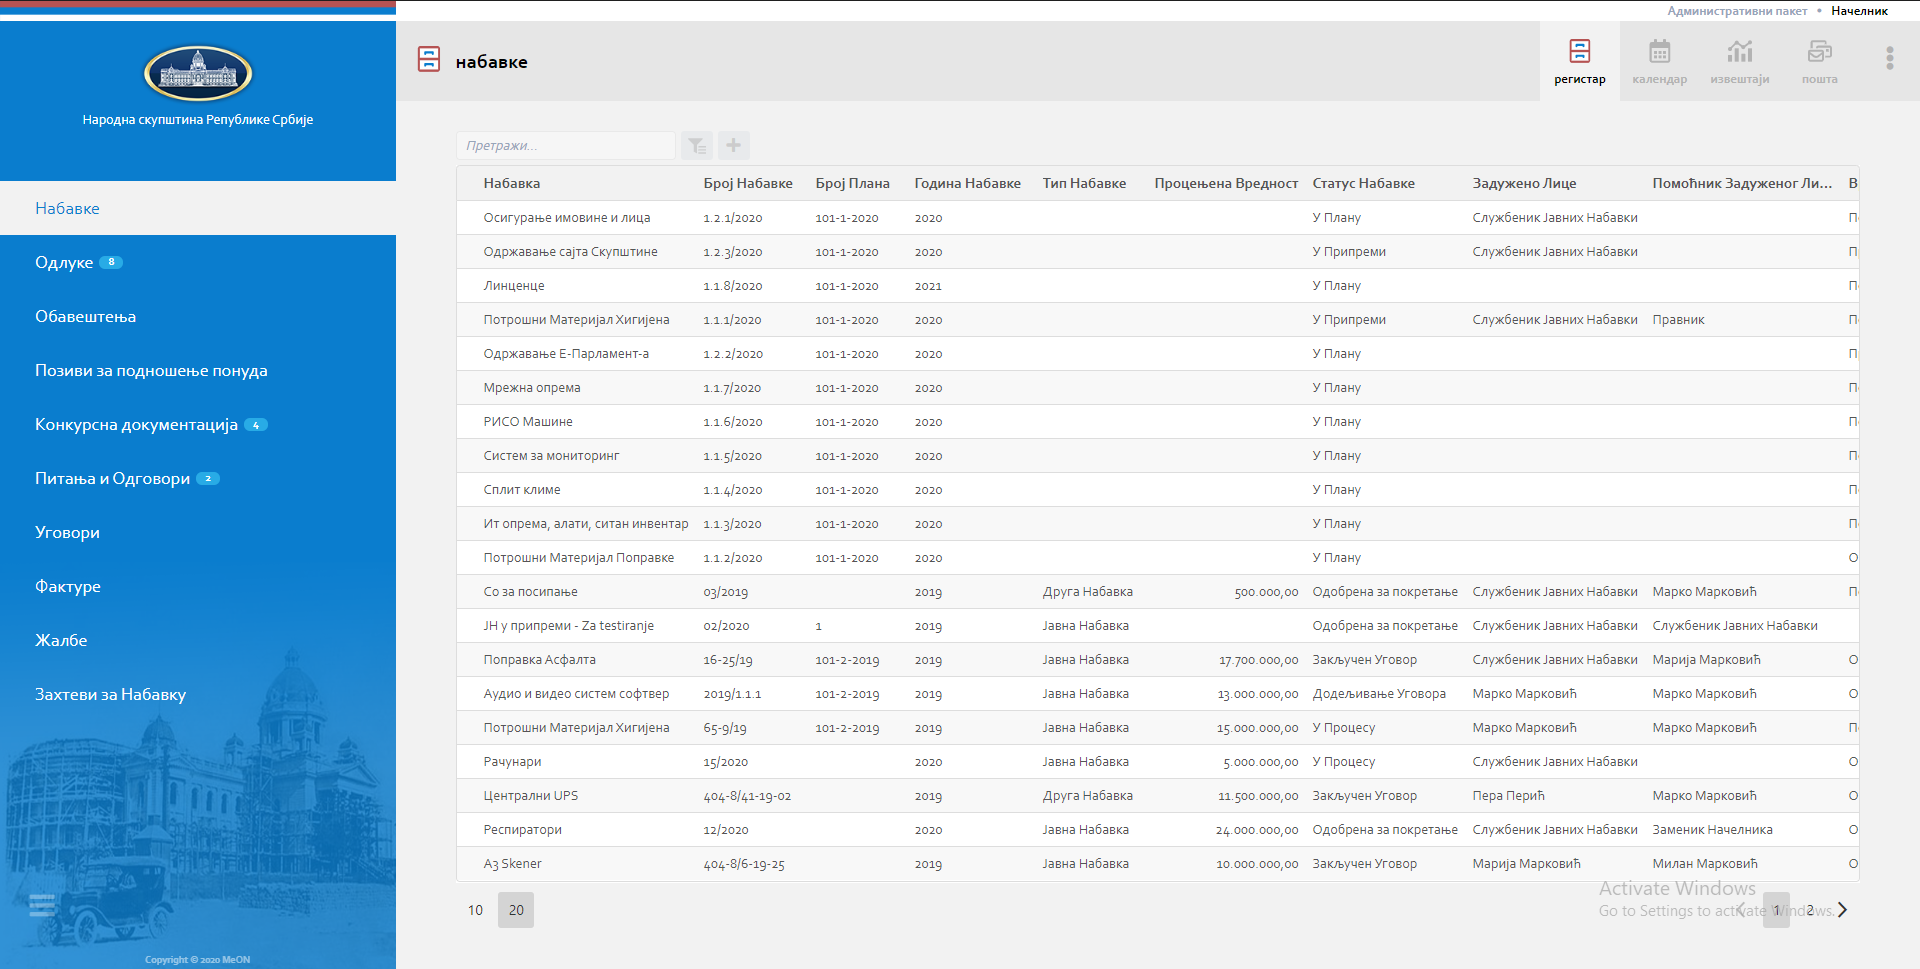 Административни пакет • Начелник
Народна скупштина Републике Србије
набавке
регистар
календар
извештаји
пошта
Набавке
Одлуке 8
Обавештења
Позиви за подношење понуда
Конкурсна документација 4
Питања и Одговори 2
Уговори
Фактуре
Жалбе
Захтеви за Набавку
Copyright © 2020 MeON
Претражи...
Набавка Број Набавке Број Плана Година Набавке Тип Набавке Процењена Вредност Статус Набавке Задужено Лице Помоћник Задуженог Ли... В
Осигурање имовине и лица 1.2.1/2020 101-1-2020 2020 У Плану Службеник Јавних Набавки П
Одржавање сајта Скупштине 1.2.3/2020 101-1-2020 2020 У Припреми Службеник Јавних Набавки П
Линценце 1.1.8/2020 101-1-2020 2021 У Плану П
Потрошни Материјал Хигијена 1.1.1/2020 101-1-2020 2020 У Припреми Службеник Јавних Набавки Правник П
Одржавање Е-Парламент-а 1.2.2/2020 101-1-2020 2020 У Плану П
Мрежна опрема 1.1.7/2020 101-1-2020 2020 У Плану П
РИСО Машине 1.1.6/2020 101-1-2020 2020 У Плану П
Систем за мониторинг 1.1.5/2020 101-1-2020 2020 У Плану П
Сплит климе 1.1.4/2020 101-1-2020 2020 У Плану П
Ит опрема, алати, ситан инвентар 1.1.3/2020 101-1-2020 2020 У Плану П
Потрошни Материјал Поправке 1.1.2/2020 101-1-2020 2020 У Плану О
Со за посипање 03/2019 2019 Друга Набавка 500.000,00 Одобрена за покретање Службеник Јавних Набавки Марко Марковић П
ЈН у припреми - Za testiranje 02/2020 1 2019 Јавна Набавка Одобрена за покретање Службеник Јавних Набавки Службеник Јавних Набавки
Поправка Асфалта 16-25/19 101-2-2019 2019 Јавна Набавка 17.700.000,00 Закључен Уговор Службеник Јавних Набавки Марија Марковић О
Аудио и видео систем софтвер 2019/1.1.1 101-2-2019 2019 Јавна Набавка 13.000.000,00 Додељивање Уговора Марко Марковић Марко Марковић О
Потрошни Материјал Хигијена 65-9/19 101-2-2019 2019 Јавна Набавка 15.000.000,00 У Процесу Марко Марковић Марко Марковић П
Рачунари 15/2020 2020 Јавна Набавка 5.000.000,00 У Процесу Службеник Јавних Набавки О
Централни UPS 404-8/41-19-02 2019 Друга Набавка 11.500.000,00 Закључен Уговор Пера Перић Марко Марковић О
Респиратори 12/2020 2020 Јавна Набавка 24.000.000,00 Одобрена за покретање Службеник Јавних Набавки Заменик Начелника О
A3 Skener 404-8/6-19-25 2019 Јавна Набавка 10.000.000,00 Закључен Уговор Марија Марковић Милан Марковић О
10 20
1 2
Activate Windows
Go to Settings to activate Windows.